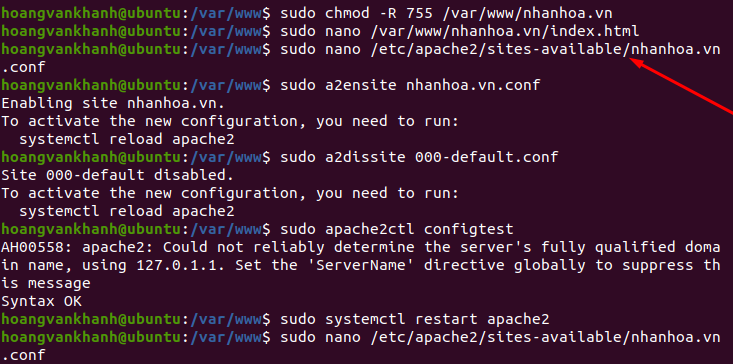 hoangvankhanh@ubuntu:/var/www$ sudo chmod -R 755 /var/www/nhanhoa.vn
hoangvankhanh@ubuntu:/var/www$ sudo nano /var/www/nhanhoa.vn/index.html
hoangvankhanh@ubuntu:/var/www$ sudo nano /etc/apache2/sites-available/nhanhoa.vn
.conf
hoangvankhanh@ubuntu:/var/www$ sudo a2ensite nhanhoa.vn.conf
Enabling site nhanhoa.vn.
To activate the new configuration, you need to run:
  systemctl reload apache2
hoangvankhanh@ubuntu:/var/www$ sudo a2dissite 000-default.conf
Site 000-default disabled.
To activate the new configuration, you need to run:
  systemctl reload apache2
hoangvankhanh@ubuntu:/var/www$ sudo apache2ctl configtest
AH00558: apache2: Could not reliably determine the server's fully qualified doma
in name, using 127.0.1.1. Set the 'ServerName' directive globally to suppress th
is message
Syntax OK
hoangvankhanh@ubuntu:/var/www$ sudo systemctl restart apache2
hoangvankhanh@ubuntu:/var/www$ sudo nano /etc/apache2/sites-available/nhanhoa.vn
.conf